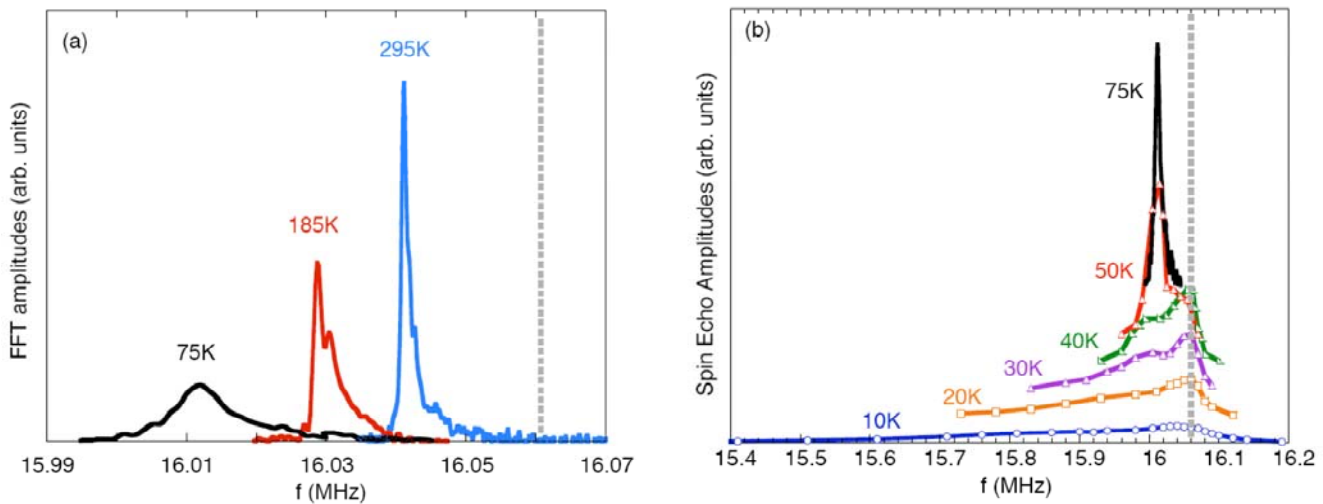 (a)
295K
185K
75K
FFT amplitudes (arb. units)
15.99
16.01
16.03
16.05
16.07
f (MHz)
(b)
75K
50K
40K
30K
20K
10K
Spin Echo Amplitudes (arb. units)
15.4
15.5
15.6
15.7
15.8
15.9
16
16.1
16.2
f (MHz)